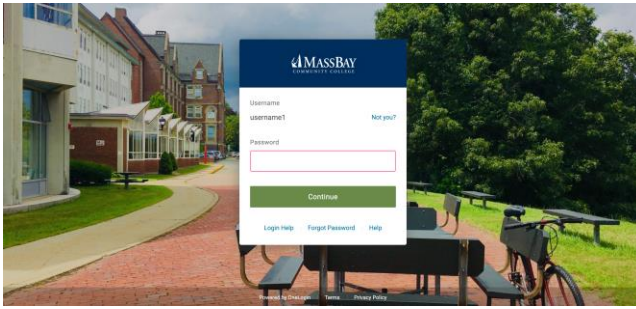 MASSBAY
COMMUNITY COLLEGE
Username
username1 Not you?
Password
Continue
Login Help Forgot Password Help
Powered by OneLogin Terms Privacy Policy